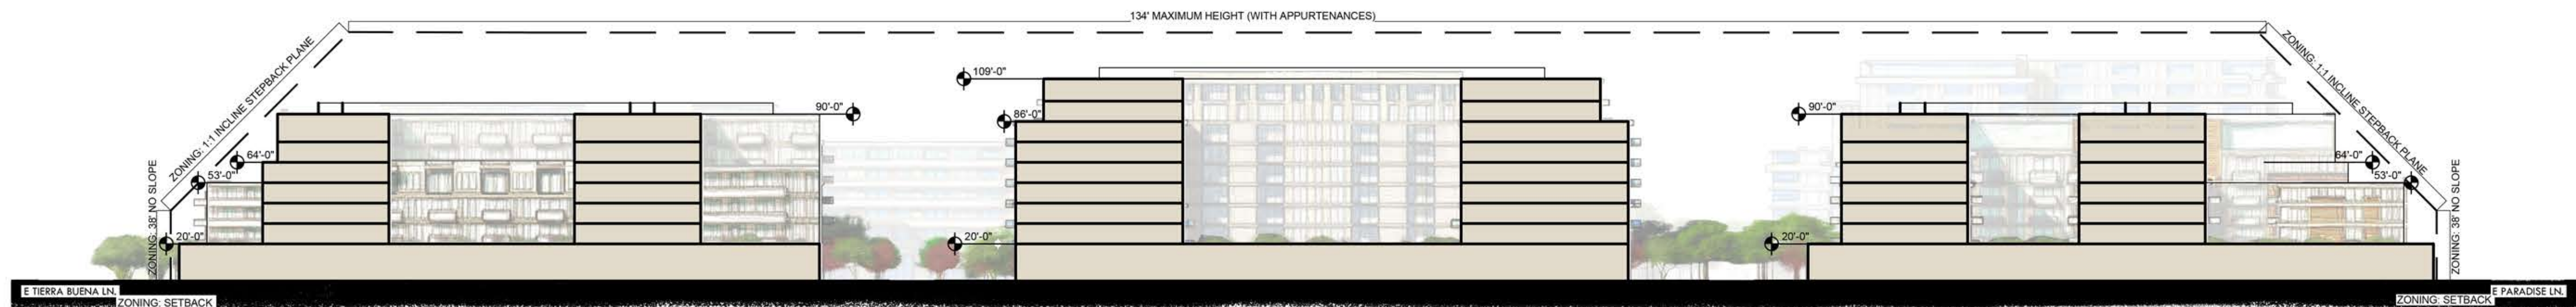 134' MAXIMUM HEIGHT (WITH APPURTENANCES)
ZONING: 1:1 INCLINE STEPBACK PLANE
ZONING: 1:1 INCLINE STEPBACK PLANE
109'-0"
90'-0"
86'-0"
90'-0"
64'-0"
64'-0"
53'-0"
53'-0"
ZONING: 38' NO SLOPE
ZONING: 38' NO SLOPE
20'-0"
20'-0"
20'-0"
E TIERRA BUENA LN.
E PARADISE LN.
ZONING: SETBACK
ZONING: SETBACK